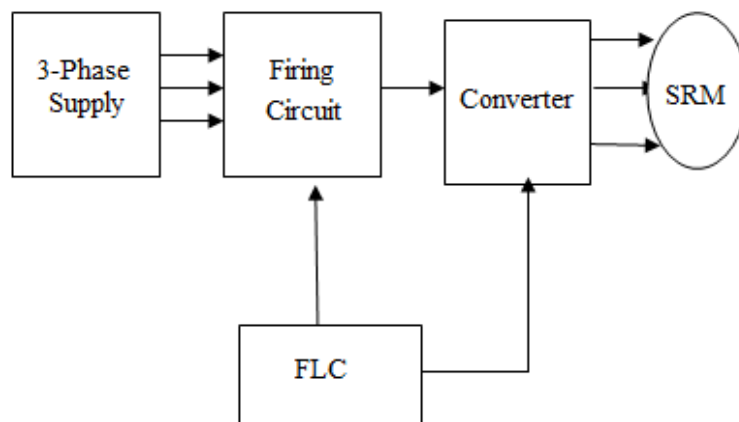 3-Phase
Supply
Firing
Circuit
Converter
SRM
FLC